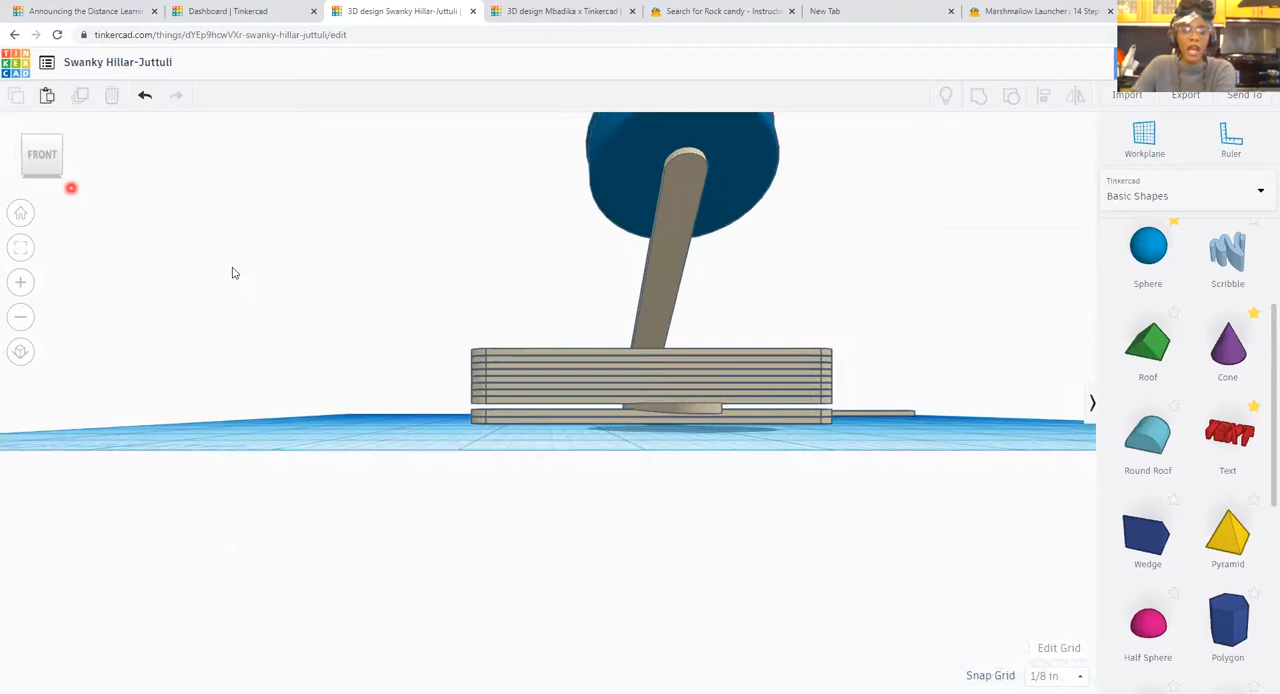 Announcing the Distance Learni
Dashboard | Tinkercad
3D design Swanky Hillar-Juttuli |
3D design Mbadika x Tinkercad |
Search for Rock candy - Instructa
New Tab
Marshmallow Launcher : 14 Step
tinkercad.com/things/dYEp9hcwVXr-swanky-hillar-juttuli/edit
TIN
KER
CAD
Swanky Hillar-Juttuli
Import
Export
Send To
FRONT
Workplane
Ruler
Tinkercad
Basic Shapes
Sphere
Scribble
Roof
Cone
TEXT
Round Roof
Text
Wedge
Pyramid
Half Sphere
Polygon
Edit Grid
Snap Grid
1/8 in